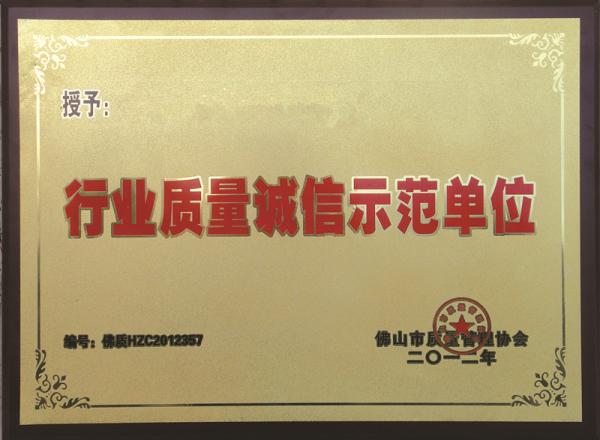 授予：
行业质量诚信示范单位
编号：佛质HZC2012357
佛山市质量管理协会
二〇一二年